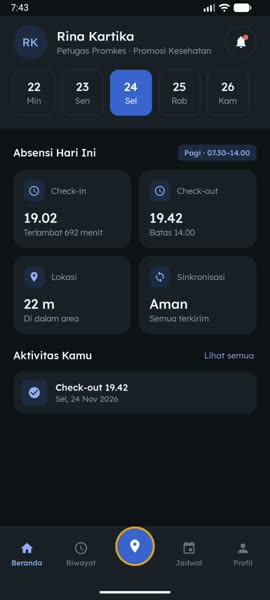 7:43
RK
Rina Kartika
Petugas Promkes · Promosi Kesehatan
22
Min
23
Sen
24
Sel
25
Rab
26
Kam
Absensi Hari Ini
Pagi · 07.30–14.00
Check-in
19.02
Terlambat 692 menit
Check-out
19.42
Batas 14.00
Lokasi
22 m
Di dalam area
Sinkronisasi
Aman
Semua terkirim
Aktivitas Kamu
Lihat semua
Check-out 19.42
Sel, 24 Nov 2026
Beranda
Riwayat
Jadwal
Profil